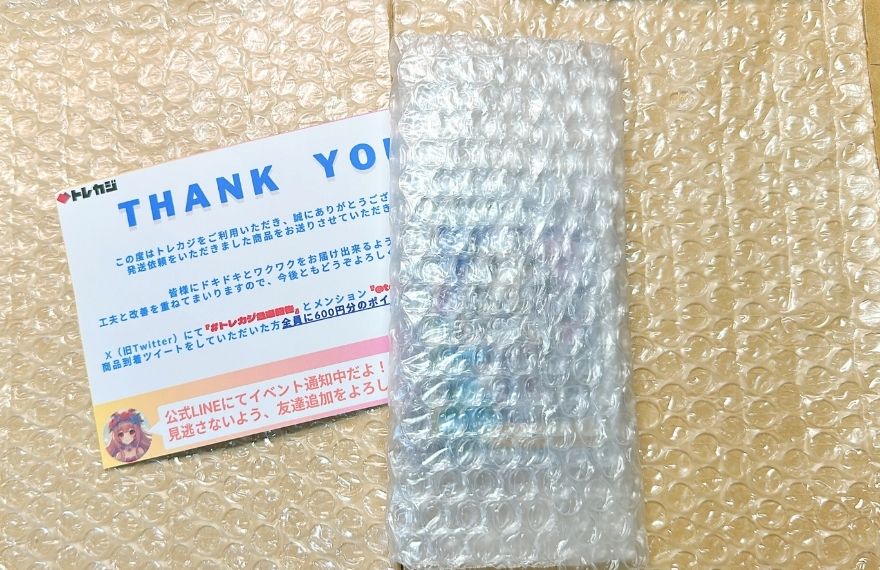 トレカジ
THANK YOU
この度はトレカジをご利用いただき、誠にありがとうござ
発送依頼をいただきました商品をお送りさせていただき
皆様にドキドキとワクワクをお届け出来るよう
工夫と改善を重ねてまいりますので、今後ともどうぞよろし
X（旧Twitter）にて『#トレカジ』とメンション『@t
商品到着ツイートをしていただいた方全員に600円分のポイ
公式LINEにてイベント通知中だよ！
見逃さないよう、友達追加をよろし